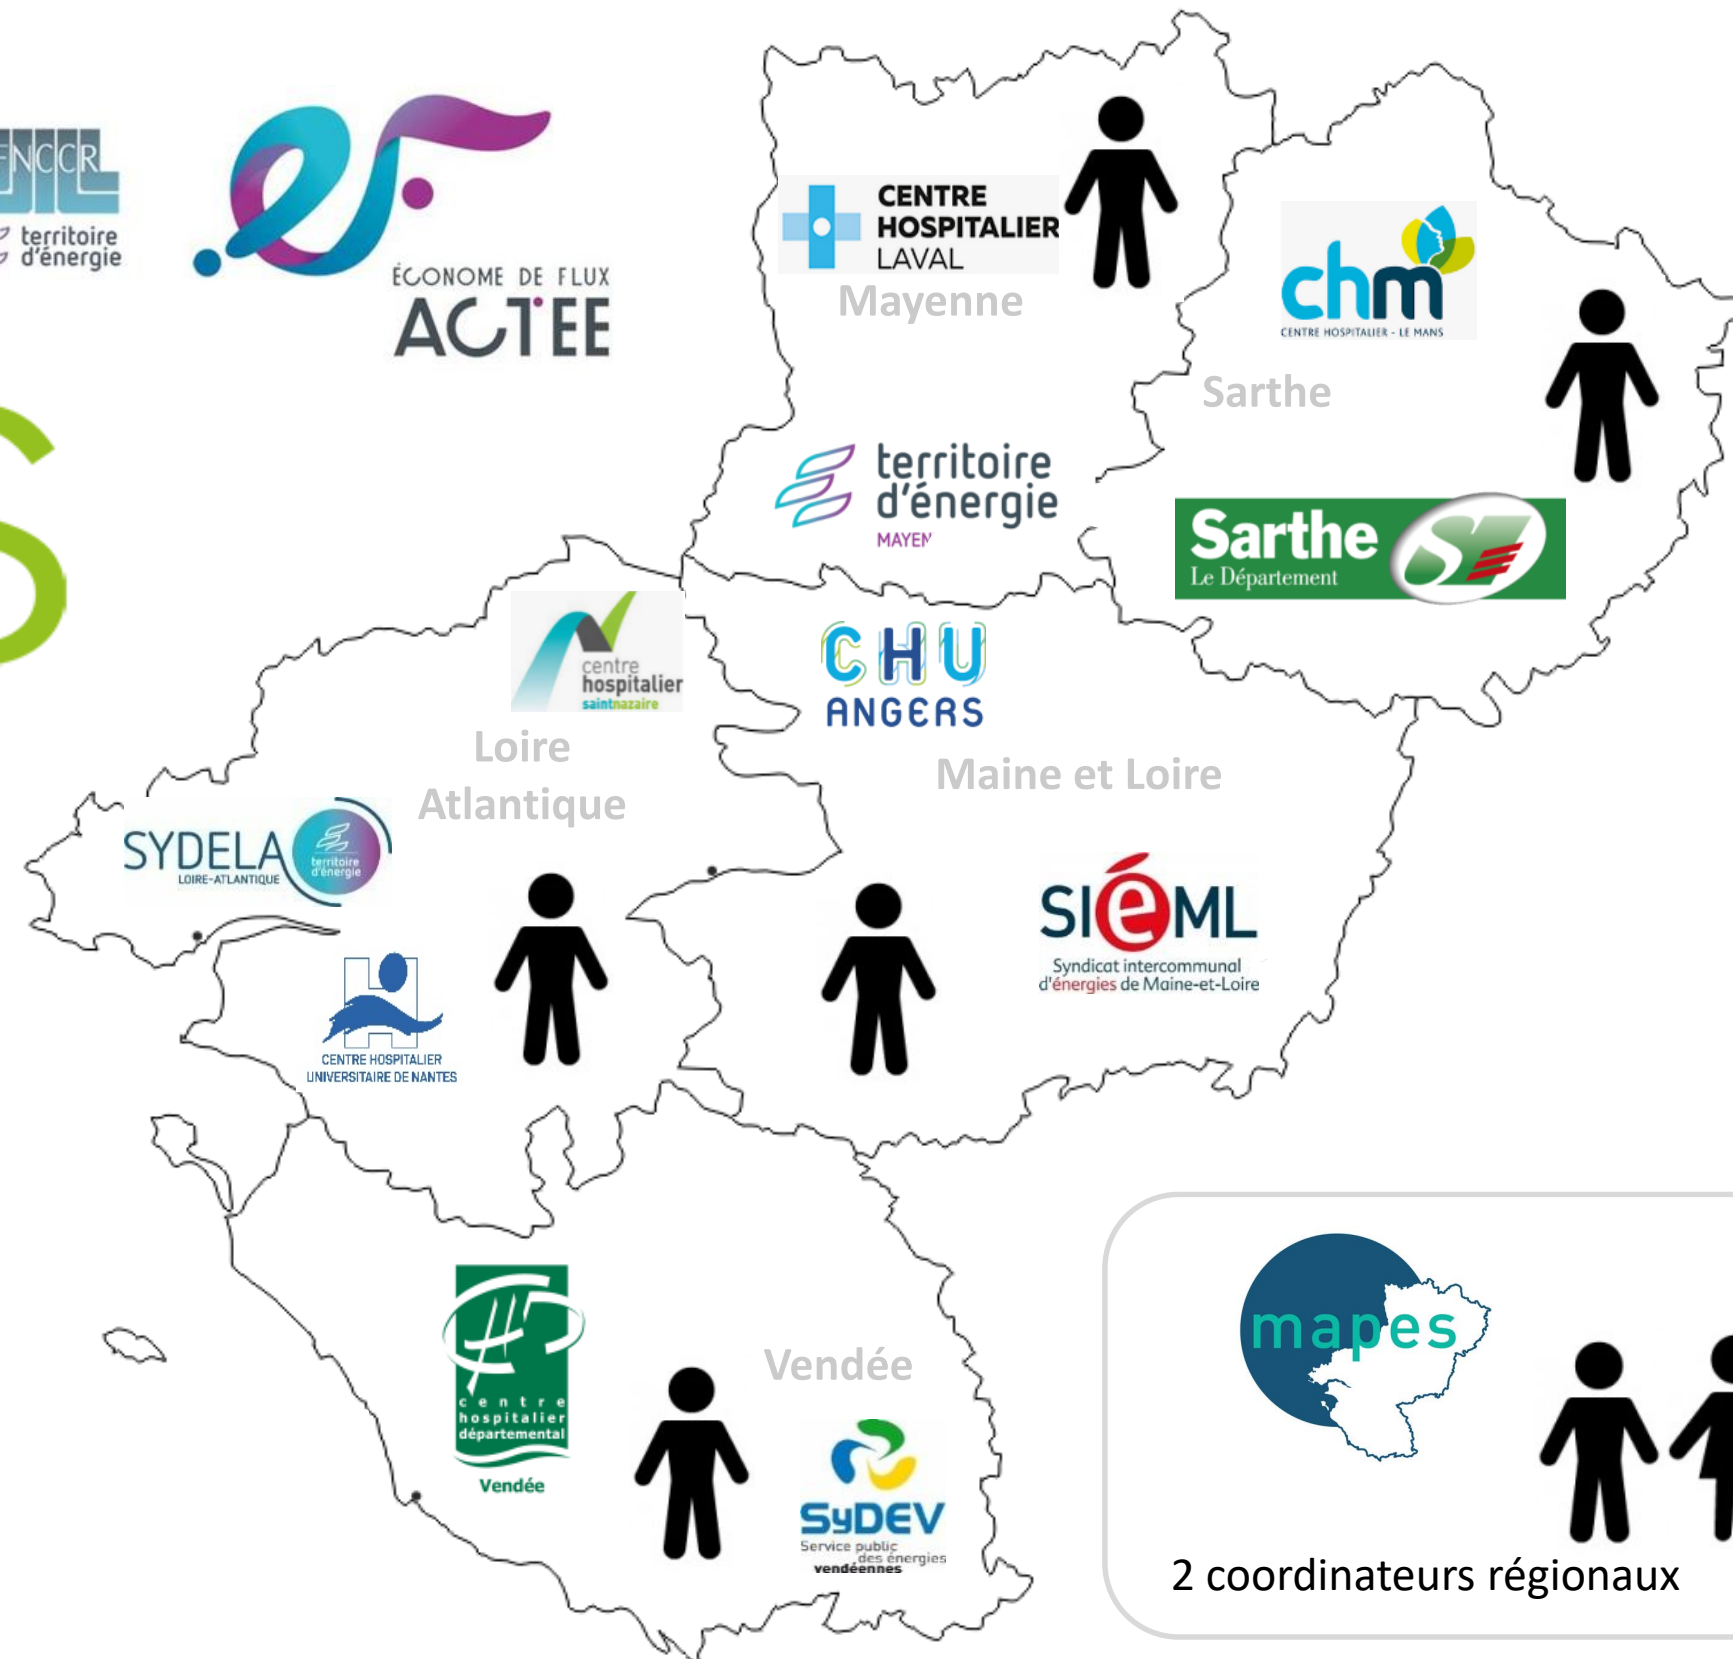 FNCCR
territoire
d'énergie
ÉCONOME DE FLUX
ACTEE
CENTRE
HOSPITALIER
LAVAL
Mayenne
chm
CENTRE HOSPITALIER - LE MANS
Sarthe
territoire
d'énergie
MAYEN
Sarthe
Le Département
centre
hospitalier
saintnazaire
CHU
ANGERS
Loire
Atlantique
Maine et Loire
SYDELA
LOIRE-ATLANTIQUE
territoire
d'énergie
SIéML
Syndicat intercommunal
d'énergies de Maine-et-Loire
H
CENTRE HOSPITALIER
UNIVERSITAIRE DE NANTES
centre
hospitalier
départemental
Vendée
Vendée
SyDEV
Service public
des énergies
vendéennes
mapes
2 coordinateurs régionaux